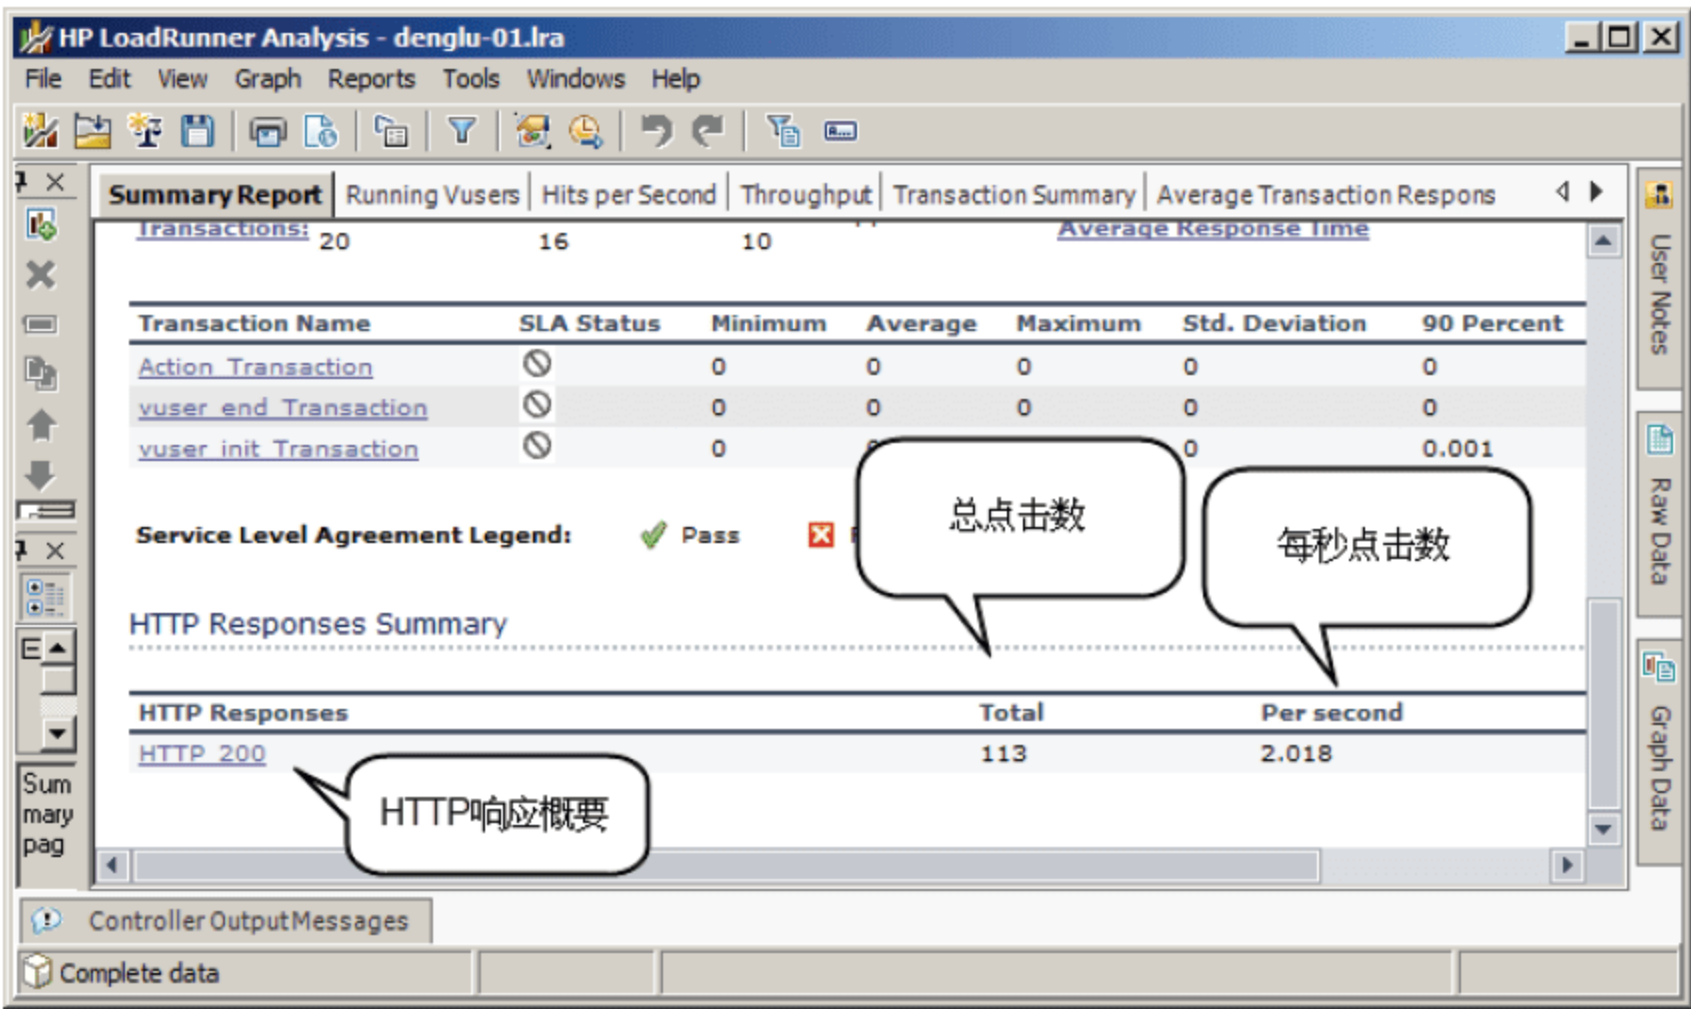 HP LoadRunner Analysis - denglu-01.lra
File Edit View Graph Reports Tools Windows Help
Summary Report Running Vusers Hits per Second Throughput Transaction Summary Average Transaction Respons
Transactions: 20 16 10 Average Response Time
Transaction Name SLA Status Minimum Average Maximum Std. Deviation 90 Percent
Action_Transaction 0 0 0 0 0
vuser_end_Transaction 0 0 0 0 0
vuser_init_Transaction 0 0 0.001
总点击数
每秒点击数
Service Level Agreement Legend: Pass
HTTP Responses Summary
HTTP Responses Total Per second
HTTP_200 113 2.018
HTTP响应概要
Sum
mary
pag
User Notes
Raw Data
Graph Data
Controller Output Messages
Complete data